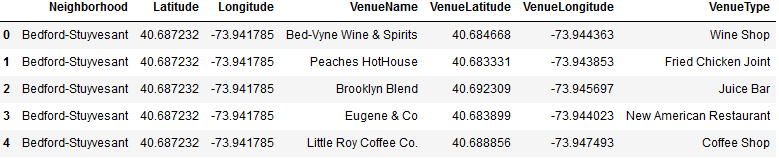 Neighborhood Latitude Longitude VenueName VenueLatitude VenueLongitude VenueType
0 Bedford-Stuyvesant 40.687232 -73.941785 Bed-Vyne Wine & Spirits 40.684668 -73.944363 Wine Shop
1 Bedford-Stuyvesant 40.687232 -73.941785 Peaches HotHouse 40.683331 -73.943853 Fried Chicken Joint
2 Bedford-Stuyvesant 40.687232 -73.941785 Brooklyn Blend 40.692309 -73.945697 Juice Bar
3 Bedford-Stuyvesant 40.687232 -73.941785 Eugene & Co 40.683899 -73.944023 New American Restaurant
4 Bedford-Stuyvesant 40.687232 -73.941785 Little Roy Coffee Co. 40.688856 -73.947493 Coffee Shop